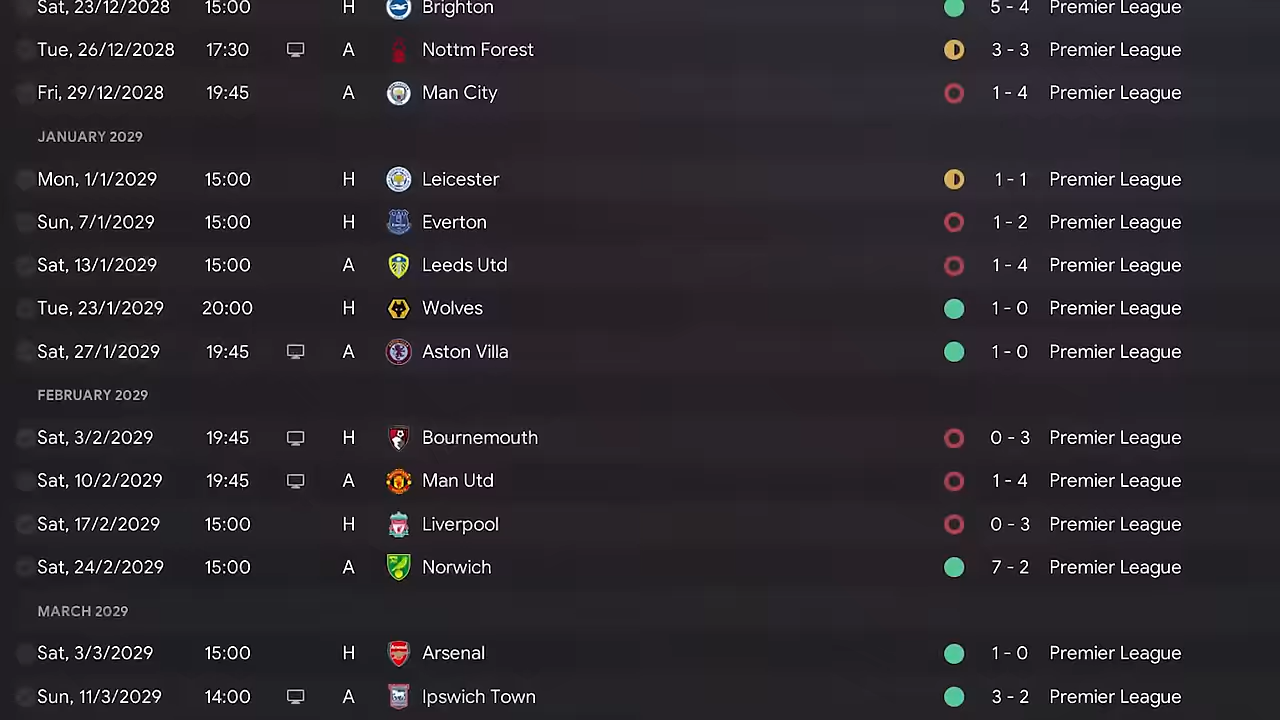 Sat, 23/12/2028 15:00 H Brighton 5 - 4 Premier League
Tue, 26/12/2028 17:30 A Nottm Forest 3 - 3 Premier League
Fri, 29/12/2028 19:45 A Man City 1 - 4 Premier League
JANUARY 2029
Mon, 1/1/2029 15:00 H Leicester 1 - 1 Premier League
Sun, 7/1/2029 15:00 H Everton 1 - 2 Premier League
Sat, 13/1/2029 15:00 A Leeds Utd 1 - 4 Premier League
Tue, 23/1/2029 20:00 H Wolves 1 - 0 Premier League
Sat, 27/1/2029 19:45 A Aston Villa 1 - 0 Premier League
FEBRUARY 2029
Sat, 3/2/2029 19:45 H Bournemouth 0 - 3 Premier League
Sat, 10/2/2029 19:45 A Man Utd 1 - 4 Premier League
Sat, 17/2/2029 15:00 H Liverpool 0 - 3 Premier League
Sat, 24/2/2029 15:00 A Norwich 7 - 2 Premier League
MARCH 2029
Sat, 3/3/2029 15:00 H Arsenal 1 - 0 Premier League
Sun, 11/3/2029 14:00 A Ipswich Town 3 - 2 Premier League